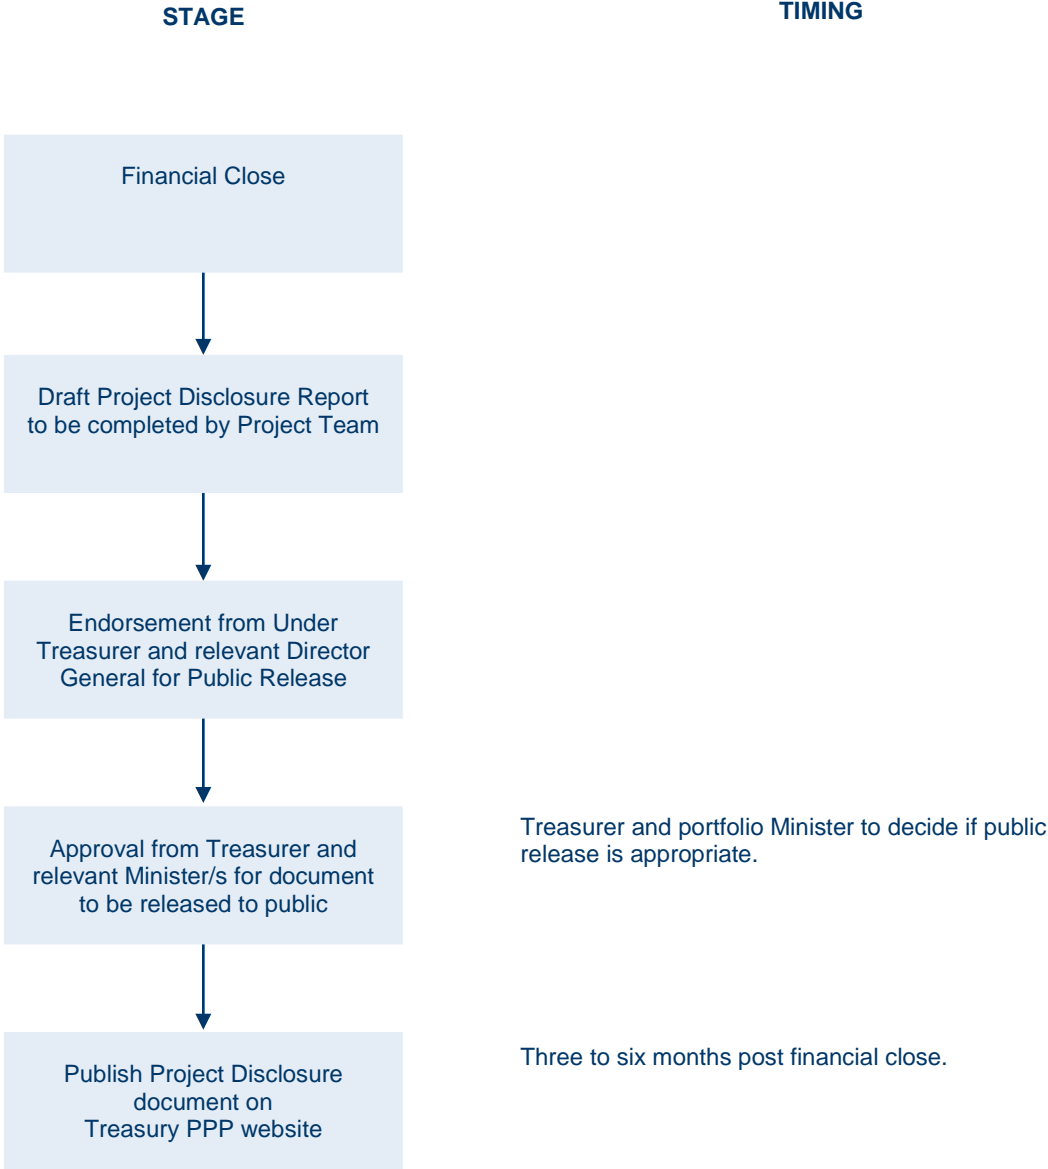 STAGE
TIMING
Financial Close
Draft Project Disclosure Report
to be completed by Project Team
Endorsement from Under
Treasurer and relevant Director
General for Public Release
Approval from Treasurer and
relevant Minister/s for document
to be released to public
Treasurer and portfolio Minister to decide if public
release is appropriate.
Publish Project Disclosure
document on
Treasury PPP website
Three to six months post financial close.